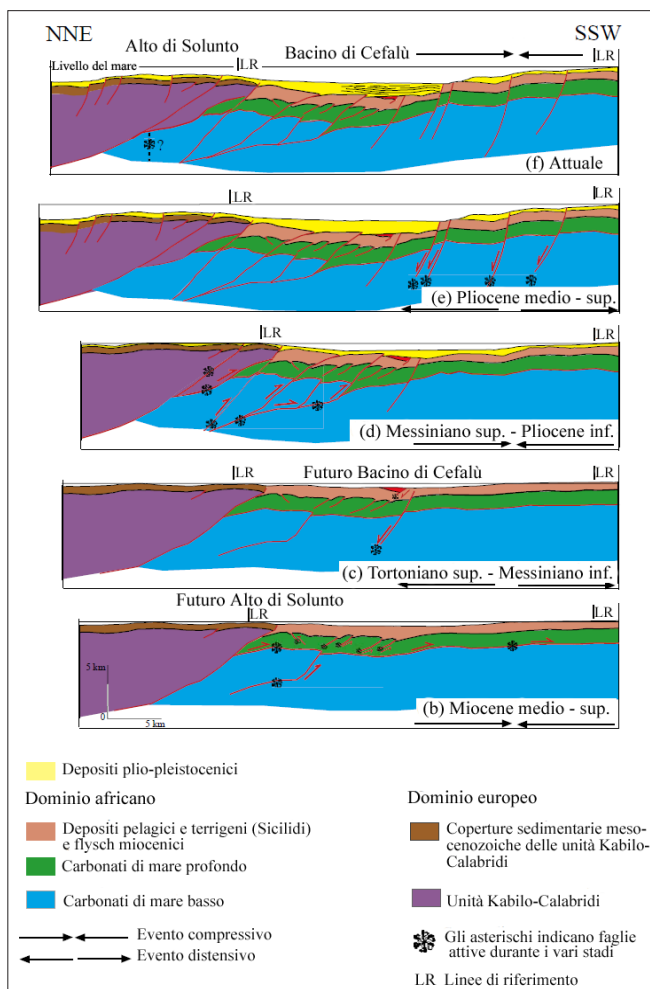 NNE
SSW
Alto di Solunto
Bacino di Cefalù
LR
LR
Livello del mare
?
(f) Attuale
LR
LR
(e) Pliocene medio - sup.
LR
LR
(d) Messiniano sup. - Pliocene inf.
LR
Futuro Bacino di Cefalù
LR
(c) Tortoniano sup. - Messiniano inf.
Futuro Alto di Solunto
LR
LR
5 km
0
5 km
(b) Miocene medio - sup.
Depositi plio-pleistocenici
Dominio africano
Depositi pelagici e terrigeni (Sicilidi)
e flysch miocenici
Carbonati di mare profondo
Carbonati di mare basso
Evento compressivo
Evento distensivo
Dominio europeo
Coperture sedimentarie meso-
cenozoiche delle unità Kabilo-
Calabridi
Unità Kabilo-Calabridi
Gli asterischi indicano faglie
attive durante i vari stadi
LR Linee di riferimento